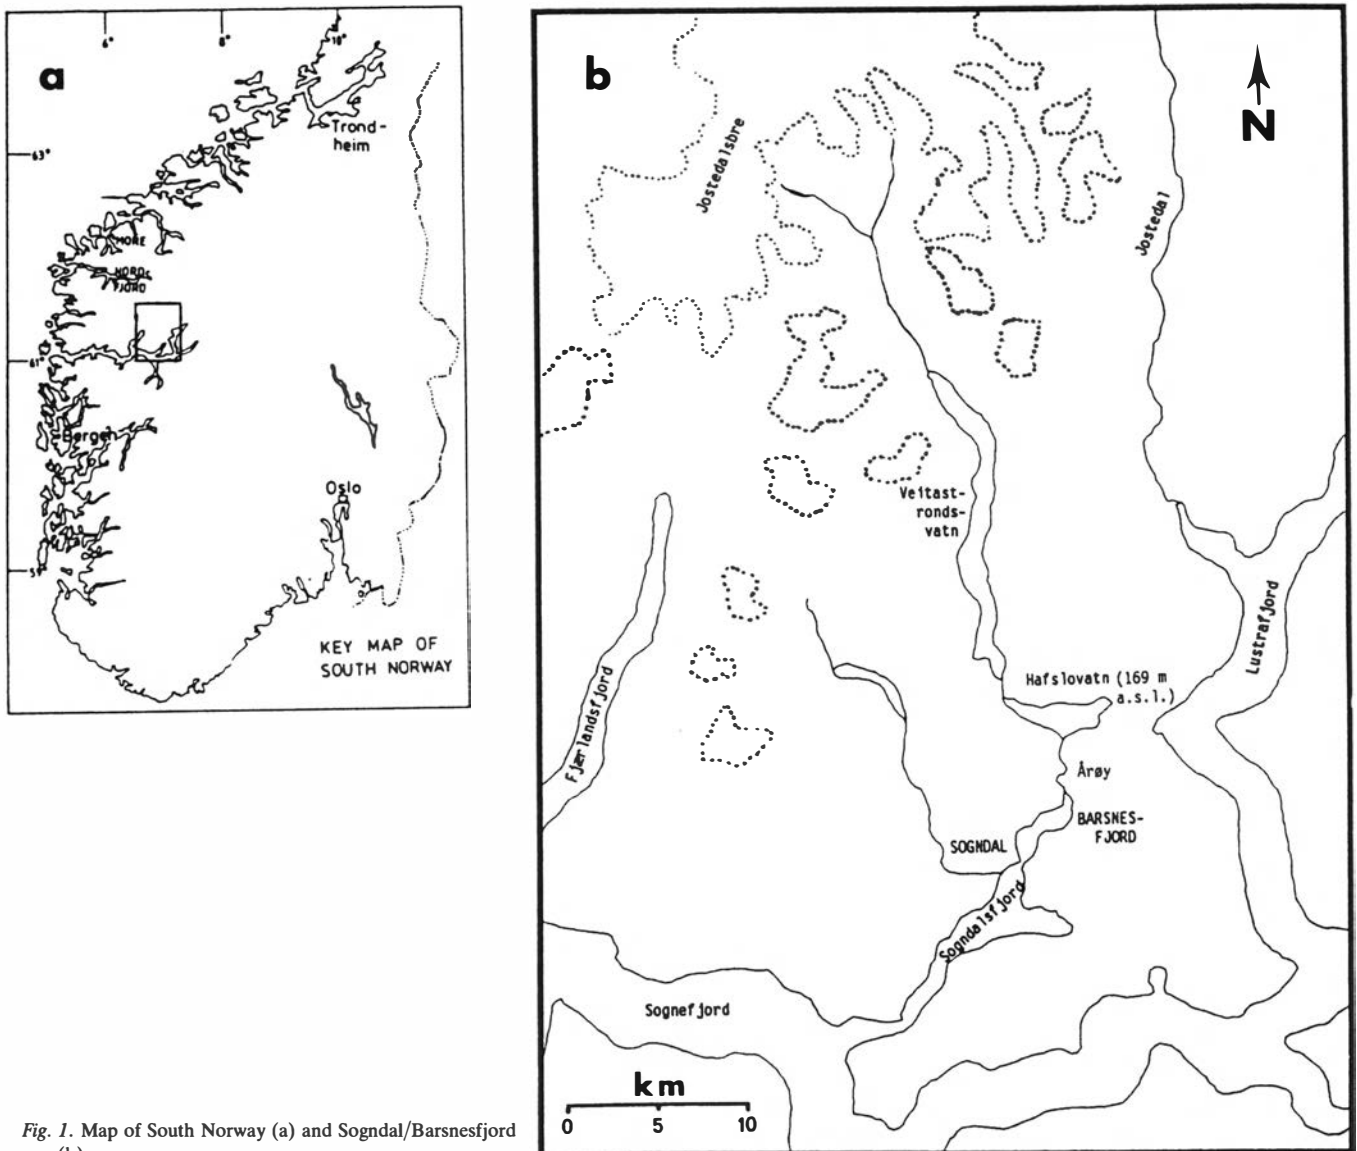 a
6°
8°
10°
Trond-
heim
63°
MORE
NORD-
FJORD
61°
Bergen
Oslo
59°
KEY MAP OF
SOUTH NORWAY
b
N
Jostedalsbre
Jostedal
Veitast-
ronds-
vatn
Lustrafjord
Hafslovatn (169 m
a.s.l.)
Fjærlandsfjord
Årøy
BARSNES-
FJORD
SOGNDAL
Sogndalsfjord
Sognefjord
km
0 5 10
Fig. 1. Map of South Norway (a) and Sogndal/Barsnesfjord